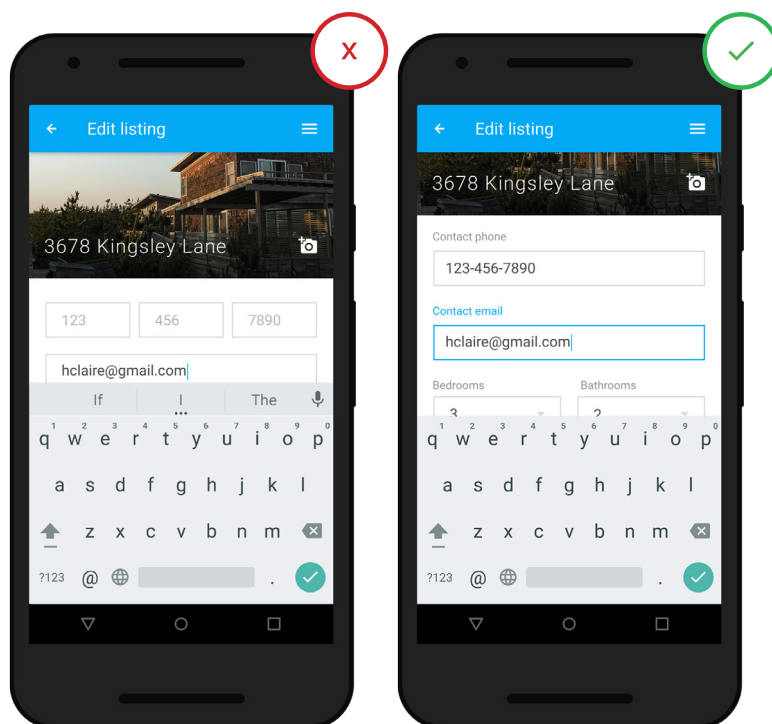 X
Edit listing
3678 Kingsley Lane
123 456 7890
hclaire@gmail.com
If I The
1 2 3 4 5 6 7 8 9 0
q w e r t y u i o p
a s d f g h j k l
z x c v b n m
?123 @ .
Edit listing
3678 Kingsley Lane
Contact phone
123-456-7890
Contact email
hclaire@gmail.com
Bedrooms Bathrooms
3 2
1 2 3 4 5 6 7 8 9 0
q w e r t y u i o p
a s d f g h j k l
z x c v b n m
?123 @ .